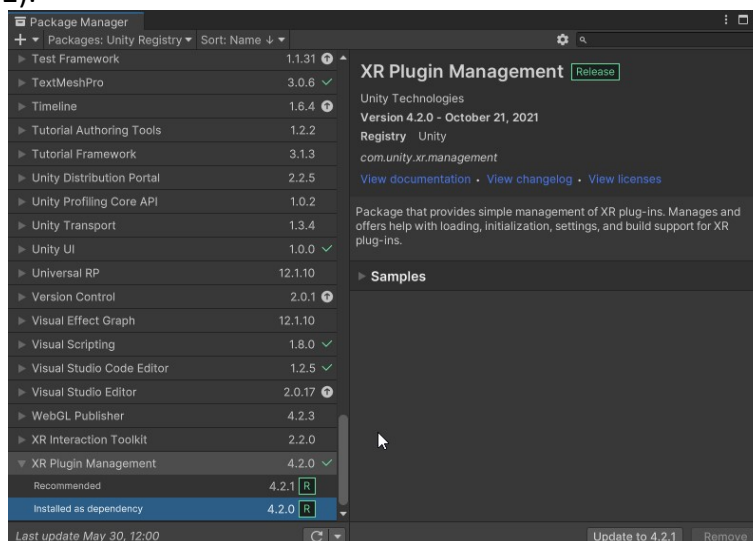 2).
Package Manager
+ Packages: Unity Registry Sort: Name ↓
Test Framework 1.1.31
TextMeshPro 3.0.6 ✓
Timeline 1.6.4
Tutorial Authoring Tools 1.2.2
Tutorial Framework 3.1.3
Unity Distribution Portal 2.2.5
Unity Profiling Core API 1.0.2
Unity Transport 1.3.4
Unity UI 1.0.0 ✓
Universal RP 12.1.10
Version Control 2.0.1
Visual Effect Graph 12.1.10
Visual Scripting 1.8.0 ✓
Visual Studio Code Editor 1.2.5 ✓
Visual Studio Editor 2.0.17
WebGL Publisher 4.2.3
XR Interaction Toolkit 2.2.0
XR Plugin Management 4.2.0 ✓
Recommended 4.2.1 R
Installed as dependency 4.2.0 R
Last update May 30, 12:00
XR Plugin Management Release
Unity Technologies
Version 4.2.0 - October 21, 2021
Registry Unity
com.unity.xr.management
View documentation • View changelog • View licenses
Package that provides simple management of XR plug-ins. Manages and
offers help with loading, initialization, settings, and build support for XR
plug-ins.
Samples
Update to 4.2.1 Remove